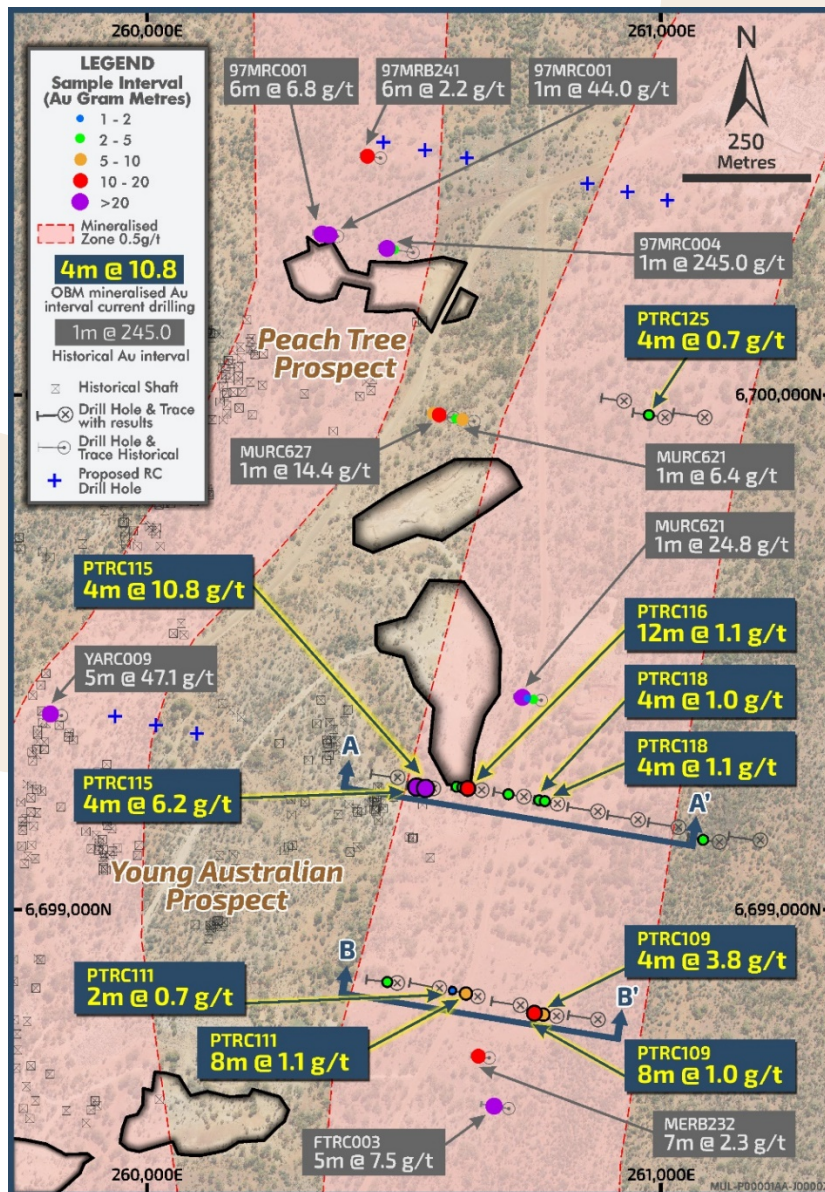 260,000E
261,000E
LEGEND
Sample Interval
(Au Gram Metres)
1 - 2
2 - 5
5 - 10
10 - 20
>20
Mineralised
Zone 0.5g/t
4m @ 10.8
OBM mineralised Au
interval current drilling
1m @ 245.0
Historical Au interval
Historical Shaft
Drill Hole & Trace
with results
Drill Hole &
Trace Historical
Proposed RC
Drill Hole
97MRC001
6m @ 6.8 g/t
97MRB241
6m @ 2.2 g/t
97MRC001
1m @ 44.0 g/t
N
250
Metres
97MRC004
1m @ 245.0 g/t
Peach Tree
Prospect
PTRC125
4m @ 0.7 g/t
6,700,000N
MURC627
1m @ 14.4 g/t
MURC621
1m @ 6.4 g/t
MURC621
1m @ 24.8 g/t
PTRC115
4m @ 10.8 g/t
PTRC116
12m @ 1.1 g/t
YARC009
5m @ 47.1 g/t
PTRC118
4m @ 1.0 g/t
A
PTRC118
4m @ 1.1 g/t
PTRC115
4m @ 6.2 g/t
A'
Young Australian
Prospect
6,699,000N
6,699,000N
B
PTRC109
4m @ 3.8 g/t
PTRC111
2m @ 0.7 g/t
B'
PTRC111
8m @ 1.1 g/t
PTRC109
8m @ 1.0 g/t
FTRC003
5m @ 7.5 g/t
MERB232
7m @ 2.3 g/t
260,000E
261,000E